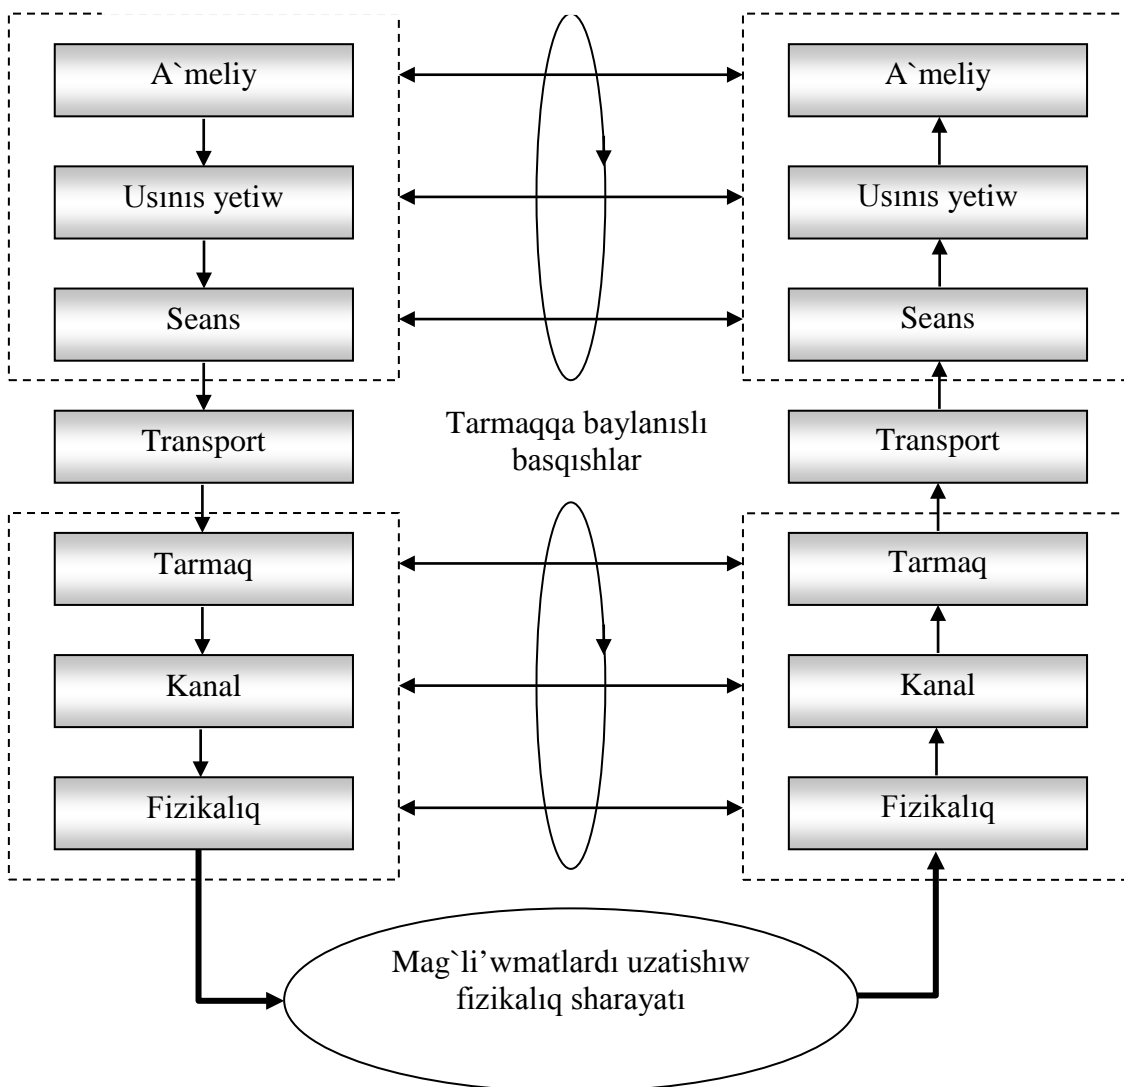 A`meliy
A`meliy
Usınıs yetiw
Usınıs yetiw
Seans
Seans
Tarmaqqa baylanıslı
basqıshlar
Transport
Transport
Tarmaq
Tarmaq
Kanal
Kanal
Fizikalıq
Fizikalıq
Mag`li’wmatlardı uzatishıw
fizikalıq sharayatı